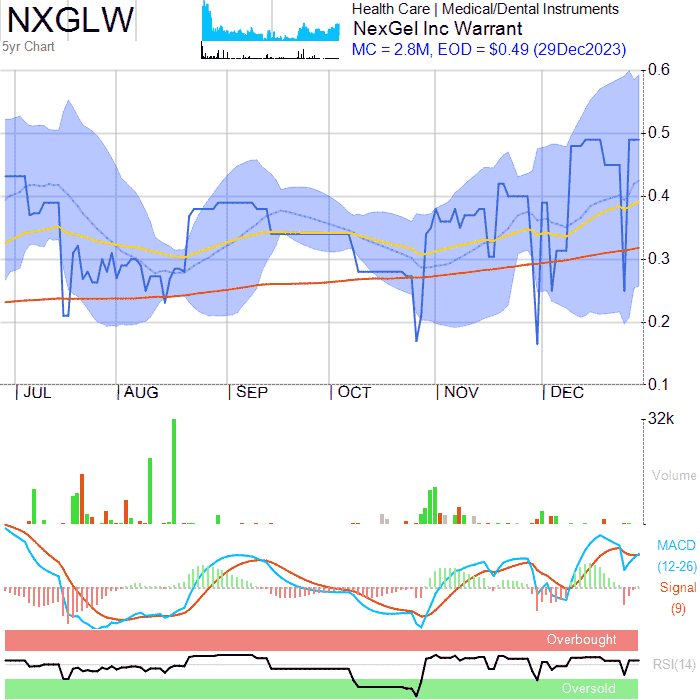 NXGLW
5yr Chart
Health Care | Medical/Dental Instruments
NexGel Inc Warrant
MC = 2.8M, EOD = $0.49 (29Dec2023)
0.6
0.5
0.4
0.3
0.2
0.1
JUL AUG SEP OCT NOV DEC
32k
Volume
MACD
(12-26)
Signal
(9)
Overbought
RSI(14)
Oversold